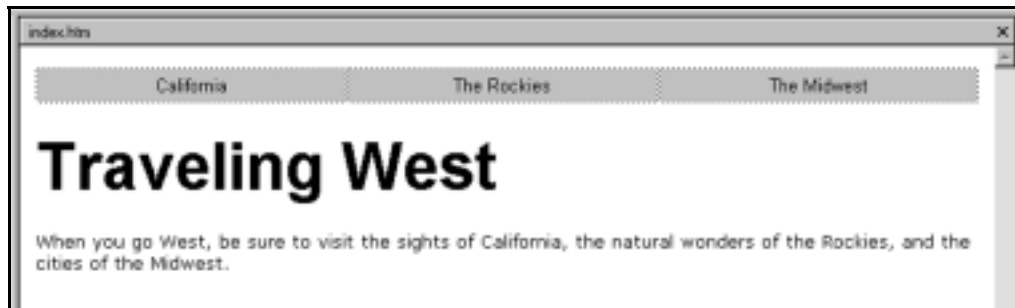 index.htm
California The Rockies The Midwest
Traveling West
When you go West, be sure to visit the sights of California, the natural wonders of the Rockies, and the
cities of the Midwest.